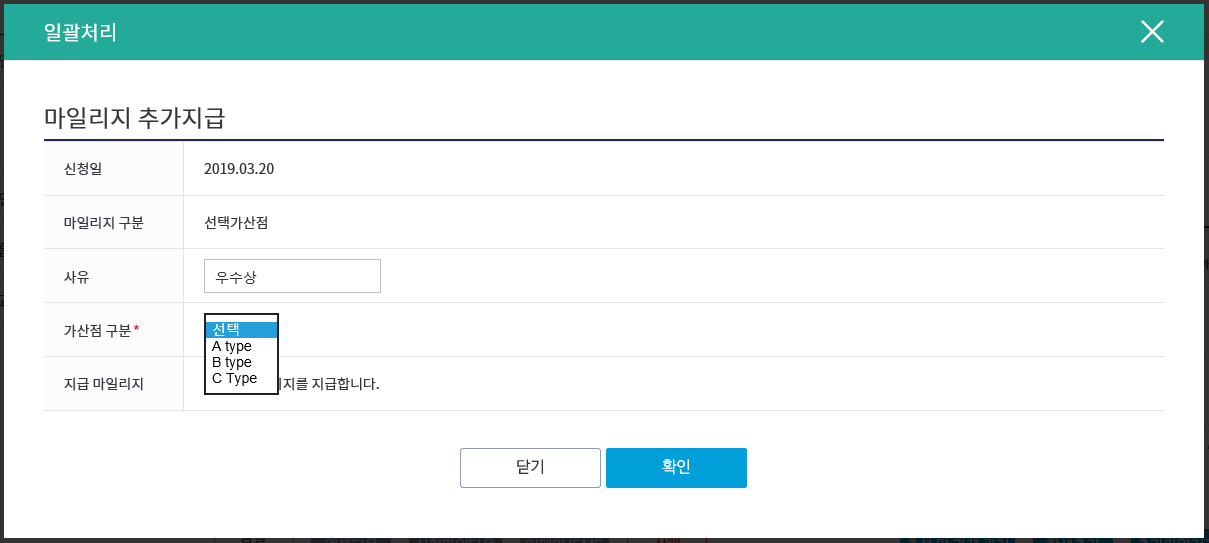 일괄처리
마일리지 추가지급
신청일 2019.03.20
마일리지 구분 선택가산점
사유 우수상
가산점 구분* 선택
A type
B type
C Type
지급 마일리지 지를 지급합니다.
닫기 확인